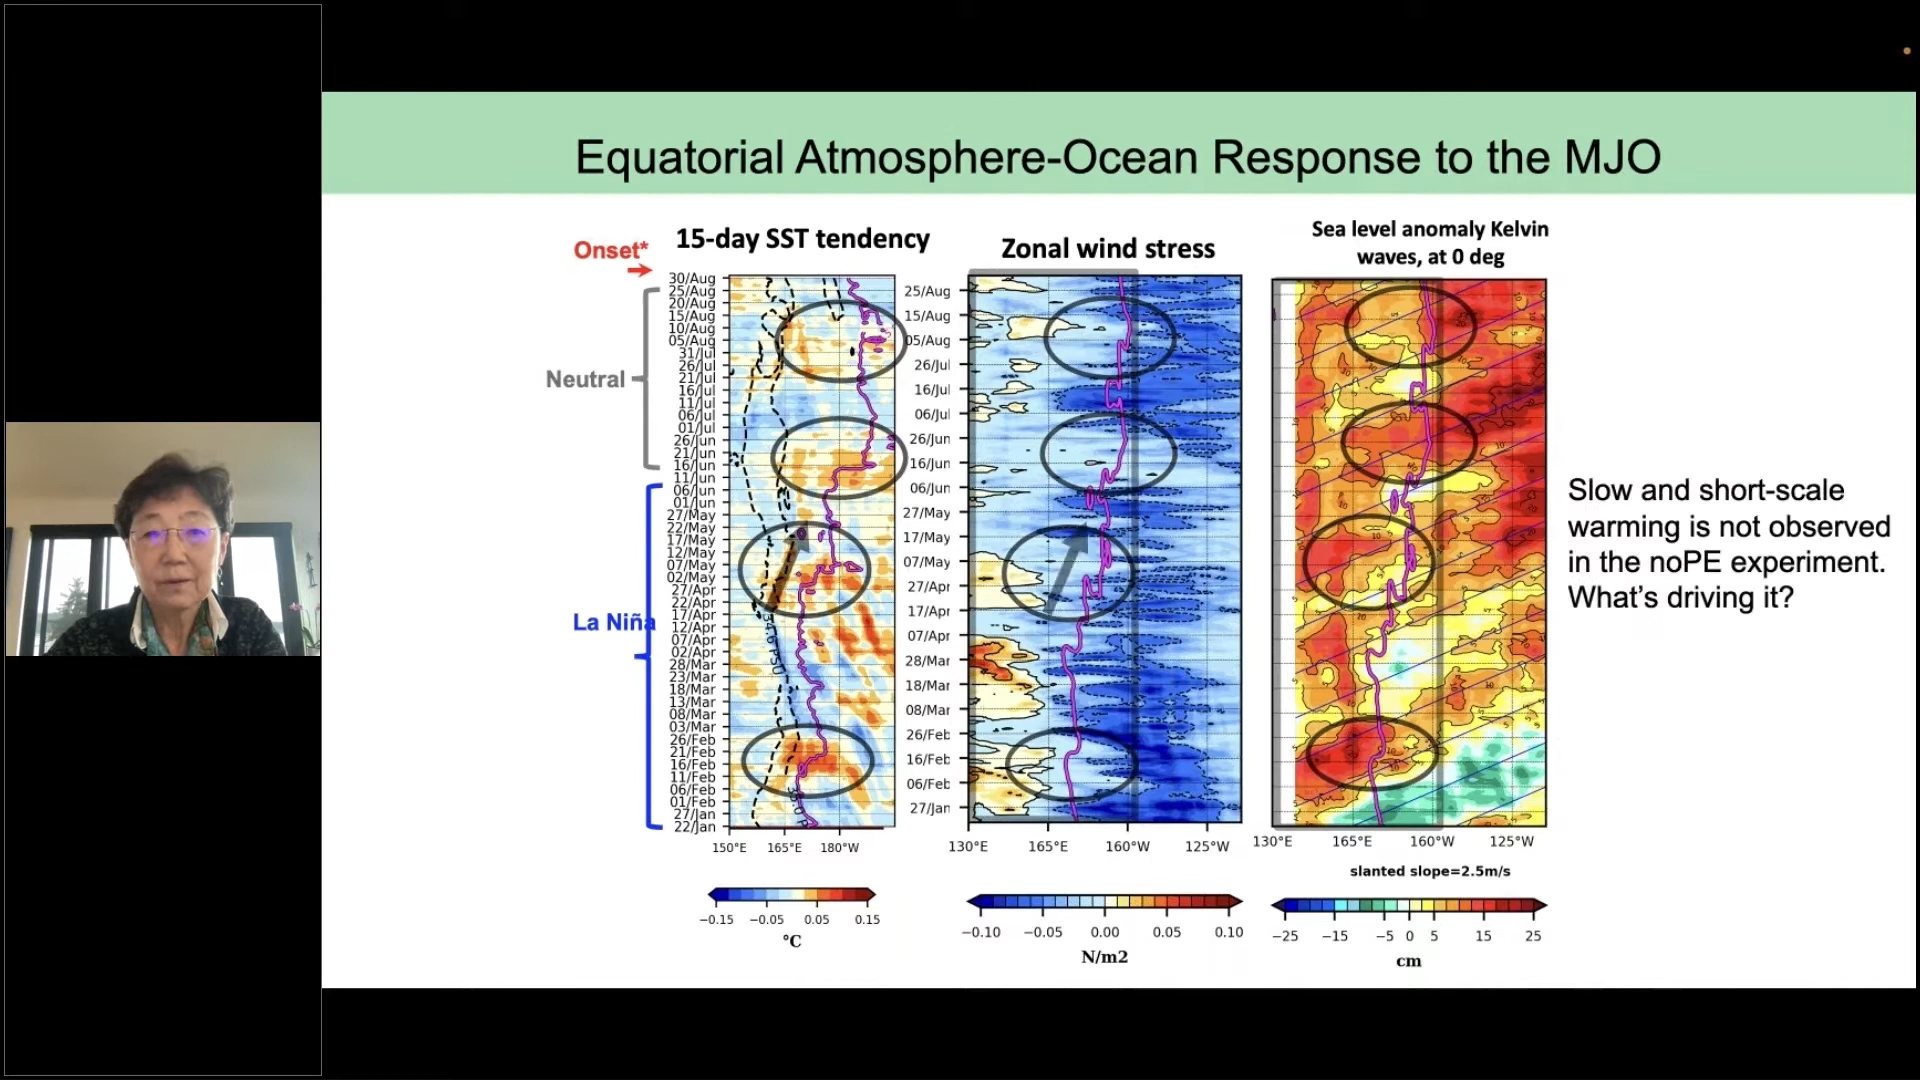 Equatorial Atmosphere-Ocean Response to the MJO
Onset*
Neutral
La Niña
15-day SST tendency
30/Aug
25/Aug
20/Aug
15/Aug
10/Aug
05/Aug
31/Jul
26/Jul
21/Jul
16/Jul
11/Jul
06/Jul
01/Jul
26/Jun
21/Jun
16/Jun
11/Jun
06/Jun
01/Jun
27/May
22/May
17/May
12/May
07/May
02/May
27/Apr
22/Apr
17/Apr
12/Apr
07/Apr
02/Apr
28/Mar
23/Mar
18/Mar
13/Mar
08/Mar
03/Mar
26/Feb
21/Feb
16/Feb
11/Feb
06/Feb
01/Feb
27/Jan
22/Jan
150°E 165°E 180°W
−0.15 −0.05 0.05 0.15
°C
Zonal wind stress
25/Aug
15/Aug
05/Aug
26/Jul
16/Jul
06/Jul
26/Jun
16/Jun
06/Jun
27/May
17/May
07/May
27/Apr
17/Apr
07/Apr
28/Mar
18/Mar
08/Mar
26/Feb
16/Feb
06/Feb
27/Jan
130°E 165°E 160°W 125°W
−0.10 −0.05 0.00 0.05 0.10
N/m2
Sea level anomaly Kelvin
waves, at 0 deg
130°E 165°E 160°W 125°W
slanted slope=2.5m/s
−25 −15 −5 0 5 15 25
cm
Slow and short-scale
warming is not observed
in the noPE experiment.
What's driving it?